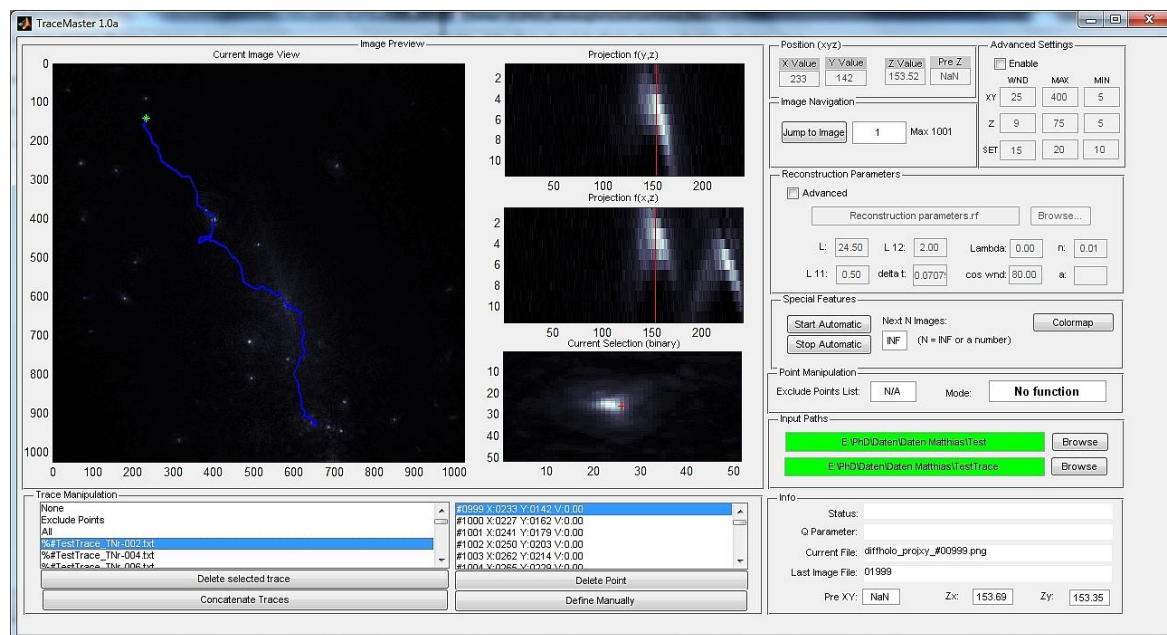 TraceMaster 1.0a
Image Preview
Current Image View
0
100
200
300
400
500
600
700
800
900
1000
0 100 200 300 400 500 600 700 800 900 1000
Projection f(y,z)
2
4
6
8
10
50 100 150 200
Projection f(x,z)
2
4
6
8
10
50 100 150 200
Current Selection (binary)
10
20
30
40
50
10 20 30 40 50
Position (xyz)
X Value Y Value Z Value Pre Z
233 142 153.52 NaN
Image Navigation
Jump to Image 1 Max 1001
Advanced Settings
Enable
WND MAX MIN
XY 25 400 5
Z 9 75 5
SET 15 20 10
Reconstruction Parameters
Advanced
Reconstruction parameters.rf Browse...
L: 24.50 L 12: 2.00 Lambda: 0.00 n: 0.01
L 11: 0.50 delta t: 0.0707 cos wnd: 80.00 a:
Special Features
Start Automatic Next N Images: Colormap
Stop Automatic INF (N = INF or a number)
Point Manipulation
Exclude Points List: N/A Mode: No function
Input Paths
E:\PhD\Daten\Daten Matthias\Test Browse
E:\PhD\Daten\Daten Matthias\TestTrace Browse
Trace Manipulation
None
Exclude Points
All
%#TestTrace_TNr-002.txt
%#TestTrace_TNr-004.txt
%#TestTrace_TNr-006.txt
Delete selected trace
Concatenate Traces
#0999 X:0233 Y:0142 V:0.00
#1000 X:0227 Y:0162 V:0.00
#1001 X:0241 Y:0179 V:0.00
#1002 X:0250 Y:0203 V:0.00
#1003 X:0262 Y:0214 V:0.00
#1004 X:0265 Y:0229 V:0.00
Delete Point
Define Manually
Info
Status:
Q Parameter:
Current File: diffholo_projxy_#00999.png
Last Image File: 01999
Pre XY: NaN Zx: 153.69 Zy: 153.35